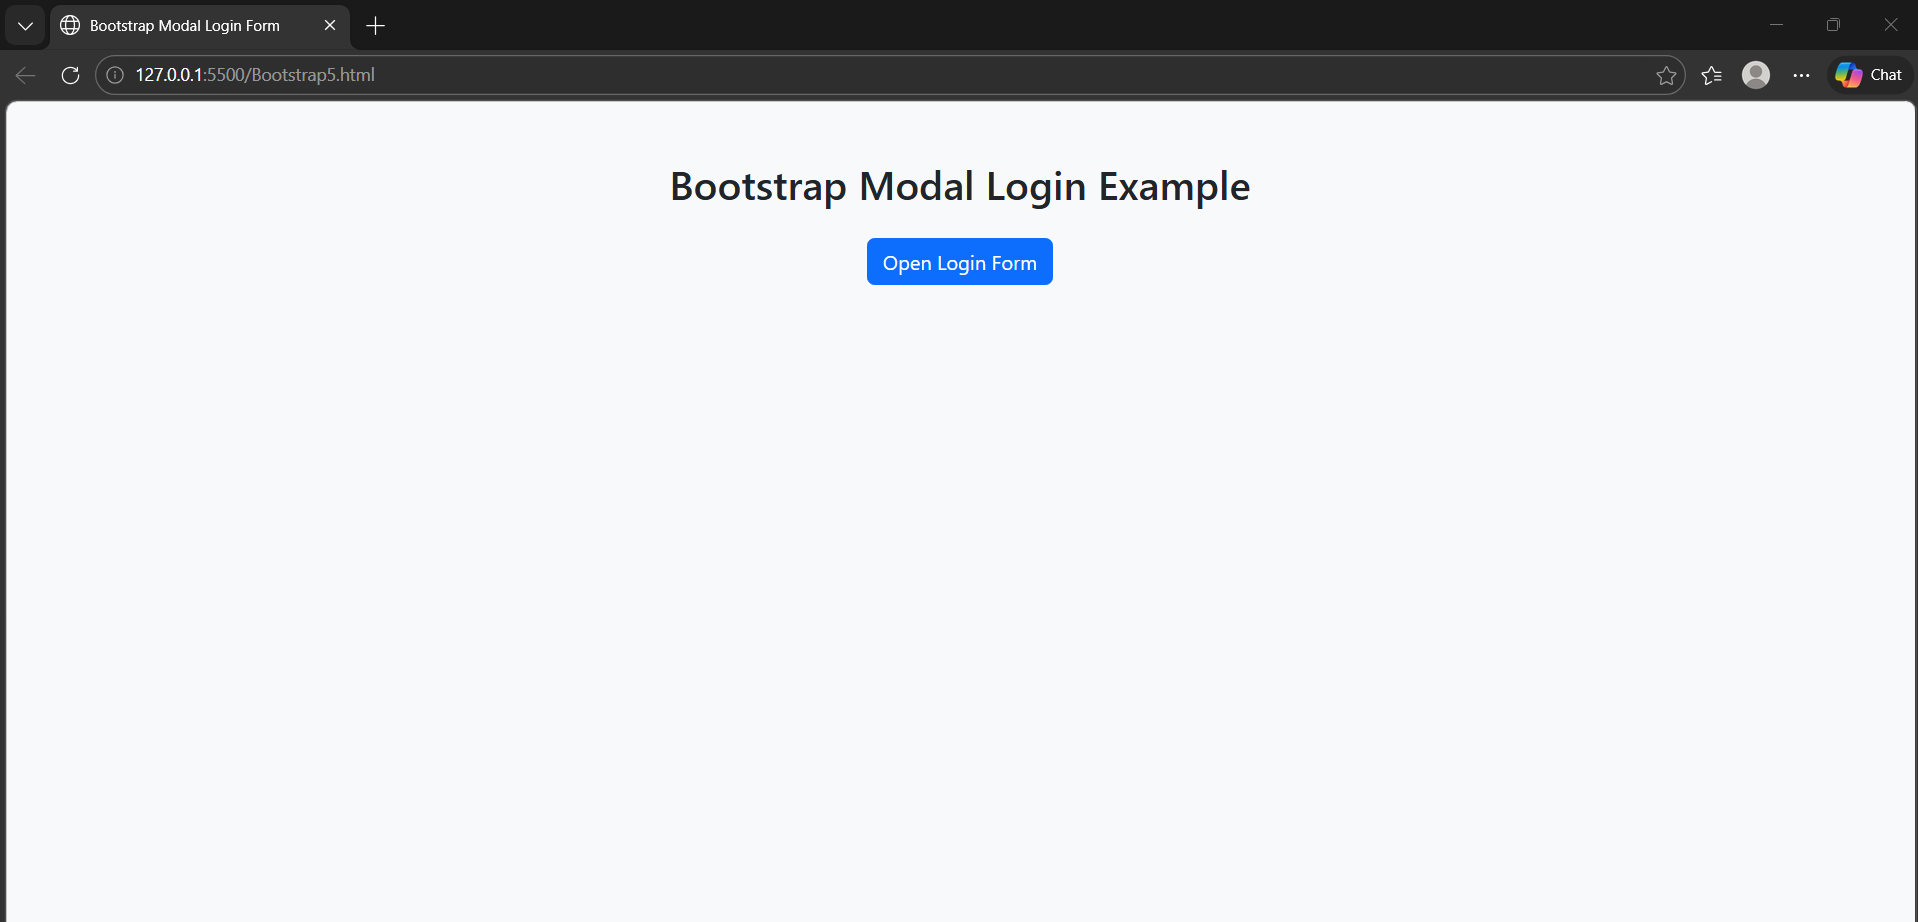 Bootstrap Modal Login Form
127.0.0.1:5500/Bootstrap5.html
Chat
Bootstrap Modal Login Example
Open Login Form